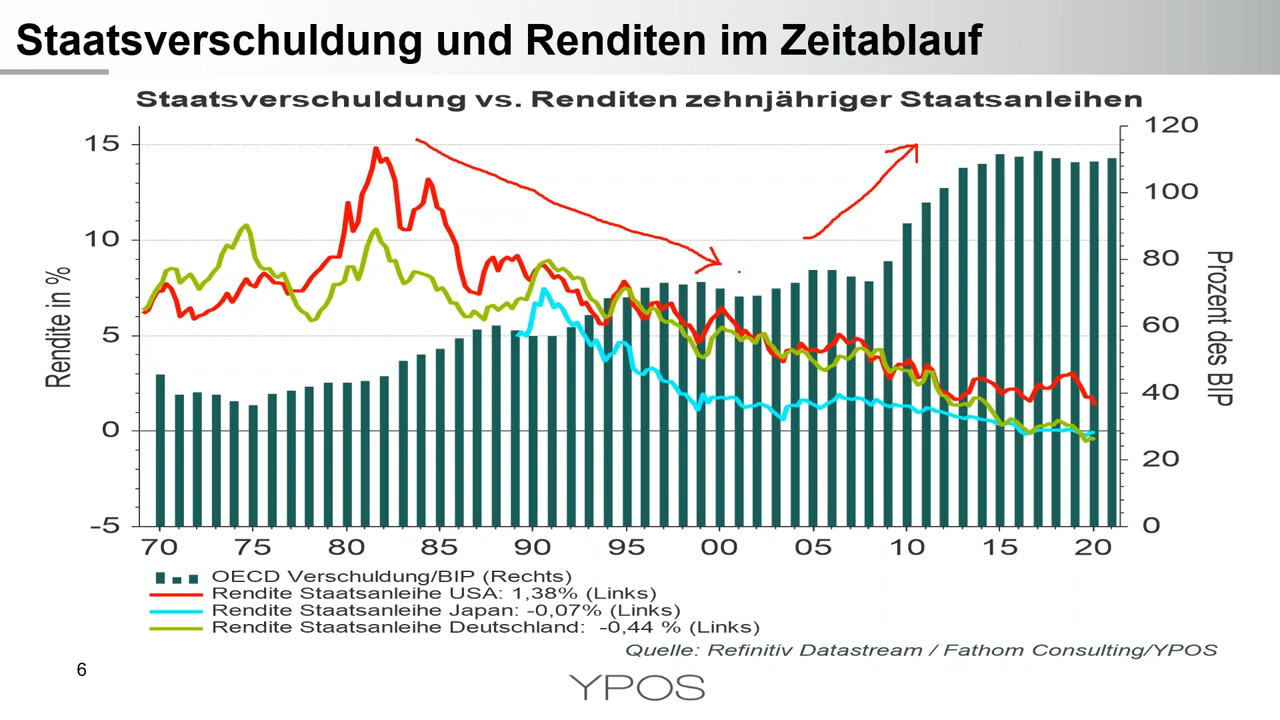 Staatsverschuldung und Renditen im Zeitablauf
Staatsverschuldung vs. Renditen zehnjähriger Staatsanleihen
15
10
5
0
-5
Rendite in %
120
100
80
60
40
20
0
Prozent des BIP
70 75 80 85 90 95 00 05 10 15 20
OECD Verschuldung/BIP (Rechts)
Rendite Staatsanleihe USA: 1,38% (Links)
Rendite Staatsanleihe Japan: -0,07% (Links)
Rendite Staatsanleihe Deutschland: -0,44 % (Links)
Quelle: Refinitiv Datastream / Fathom Consulting/YPOS
6
YPOS